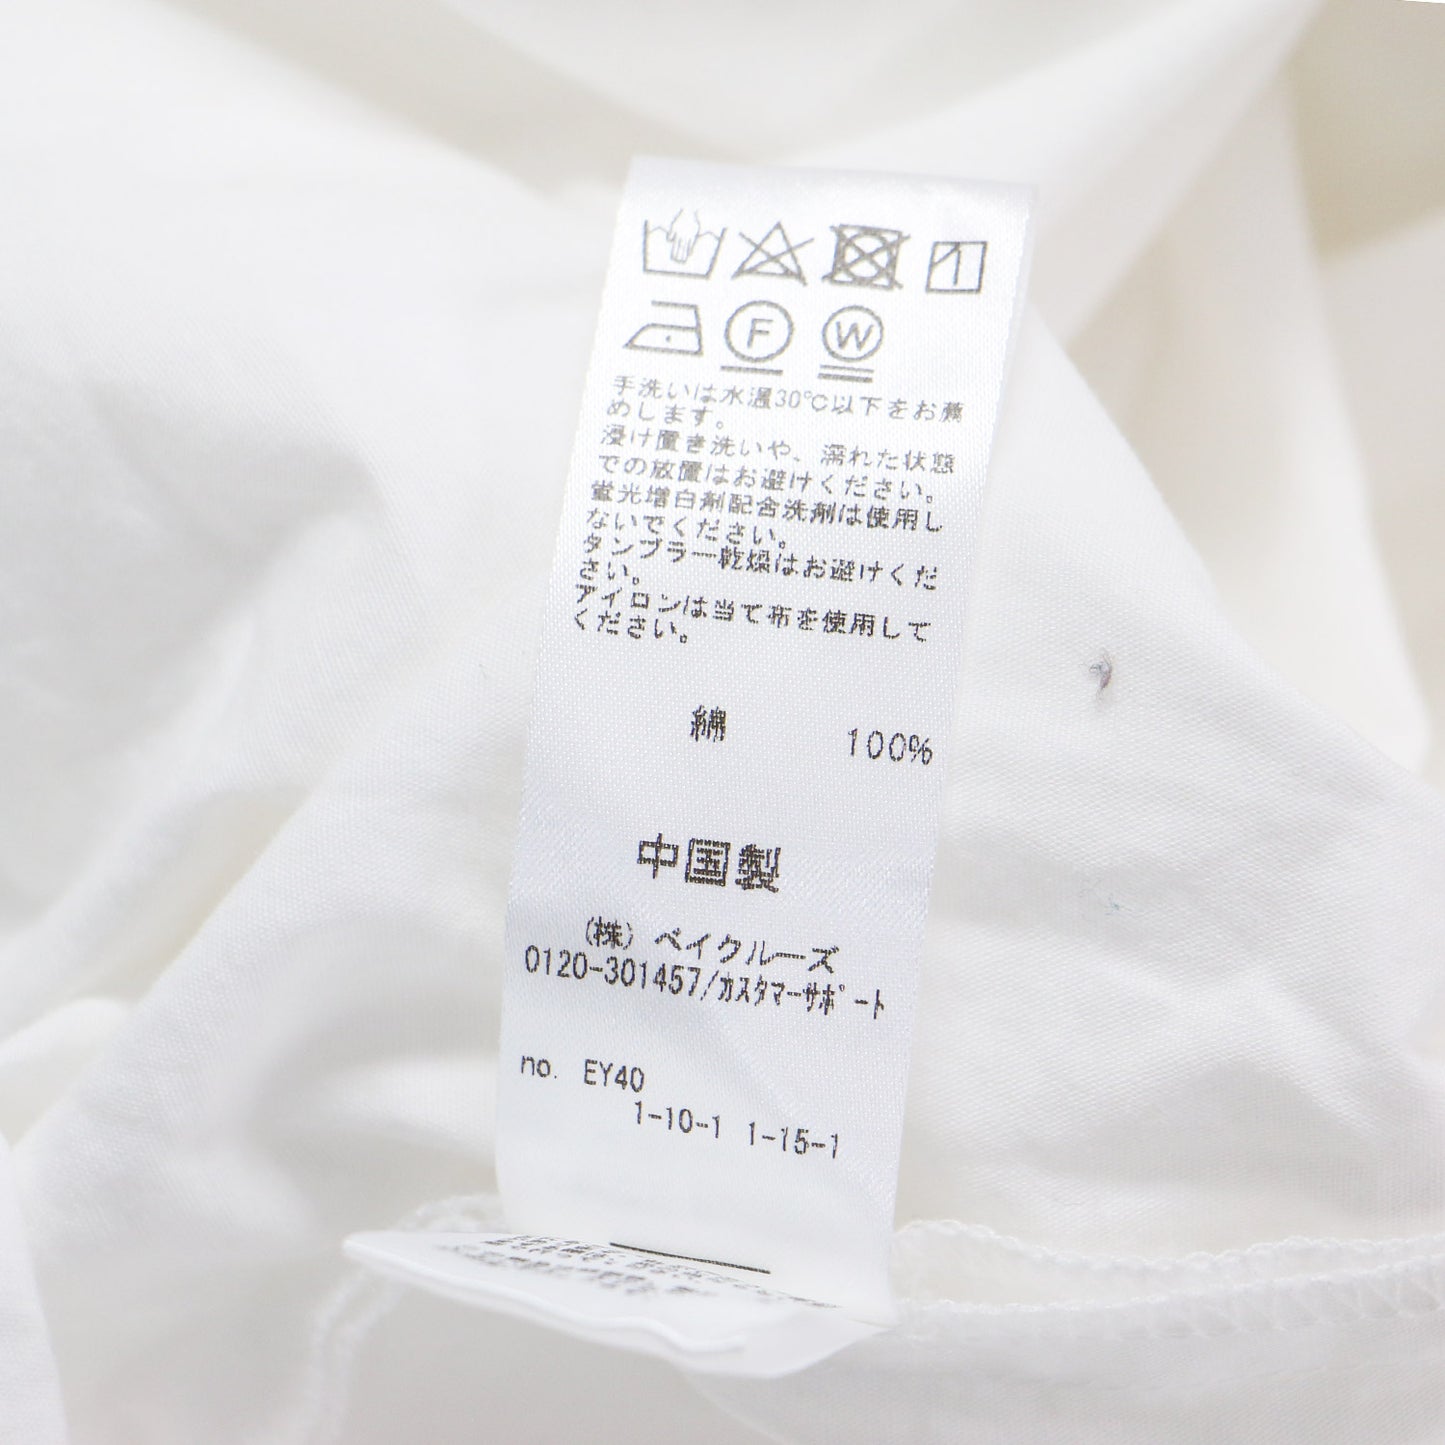 F W
手洗いは水温30℃以下をお薦
めします。
浸け置き洗いや、濡れた状態
での放置はお避けください。
蛍光増白剤配合洗剤は使用し
ないでください。
タンブラー乾燥はお避けくだ
さい。
アイロンは当て布を使用して
ください。
綿 100%
中国製
(株) ベイクルーズ
0120-301457/カスタマーサポート
no. EY40
1-10-1 1-15-1